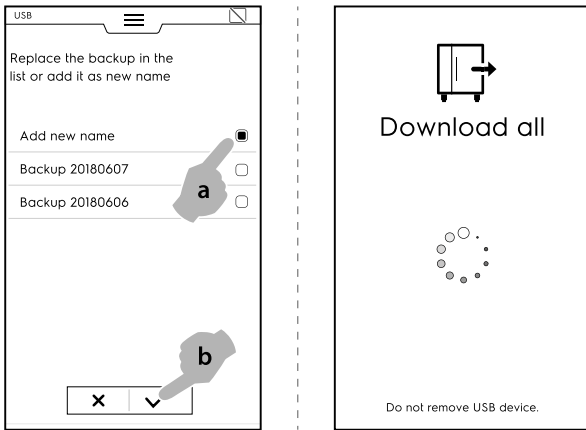 USB
Replace the backup in the
list or add it as new name
Add new name
Backup 20180607
Backup 20180606
a
b
Download all
Do not remove USB device.